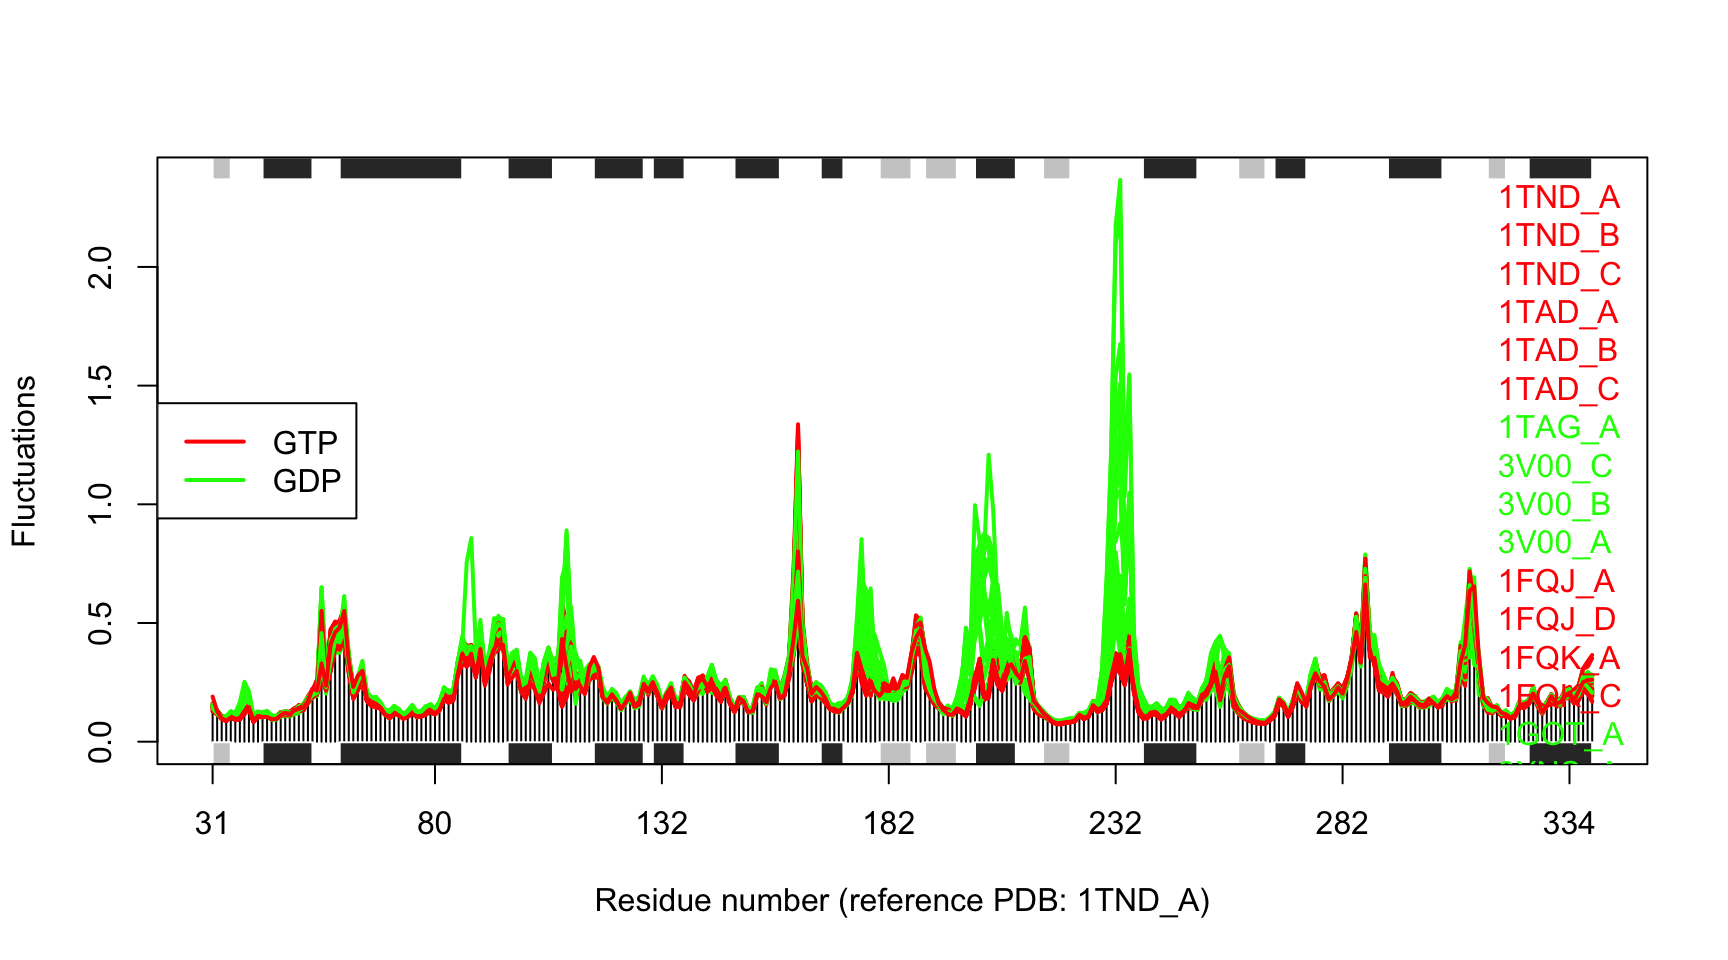 1TND_A
1TND_B
1TND_C
1TAD_A
1TAD_B
1TAD_C
1TAG_A
3V00_C
3V00_B
3V00_A
1FQJ_A
1FQJ_D
1FQK_A
1FQK_C
1GOT_A
2.0
1.5
1.0
0.5
0.0
Fluctuations
GTP
GDP
31 80 132 182 232 282 334
Residue number (reference PDB: 1TND_A)